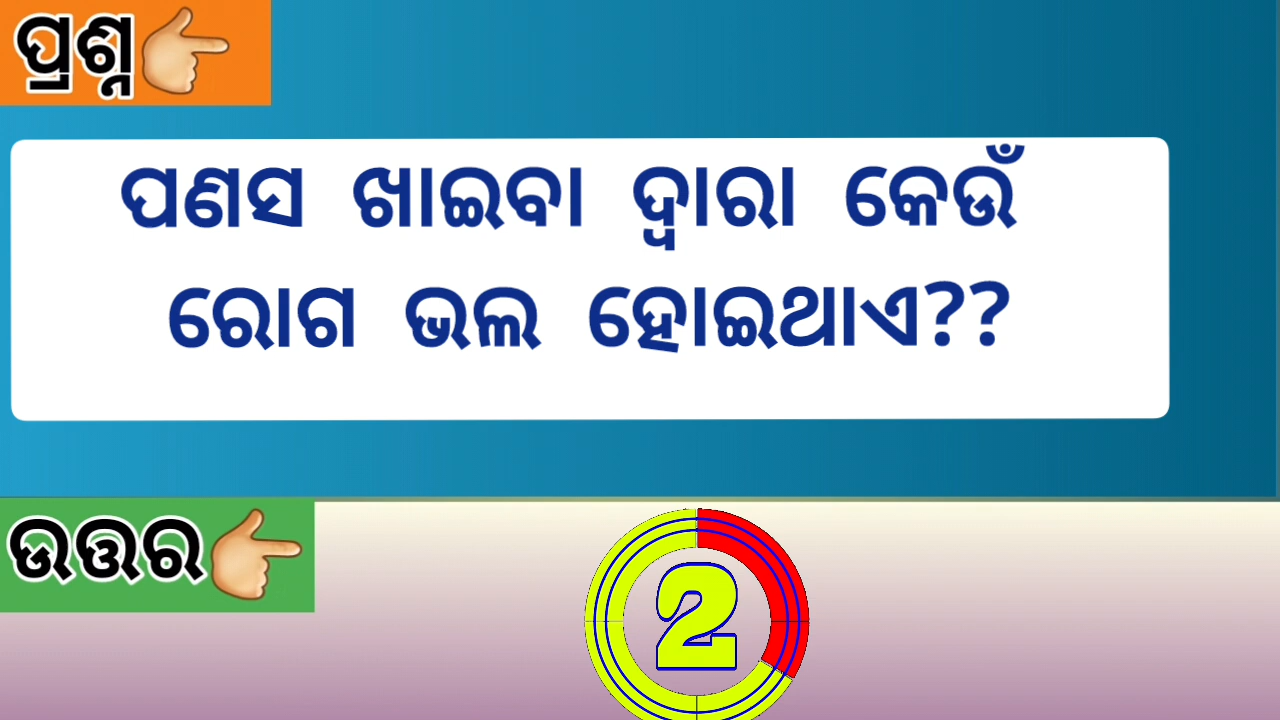 ପ୍ରଶ୍ନ
ପଣସ ଖାଇବା ଦ୍ୱାରା କେଉଁ
ରୋଗ ଭଲ ହୋଇଥାଏ??
ଉତ୍ତର
2